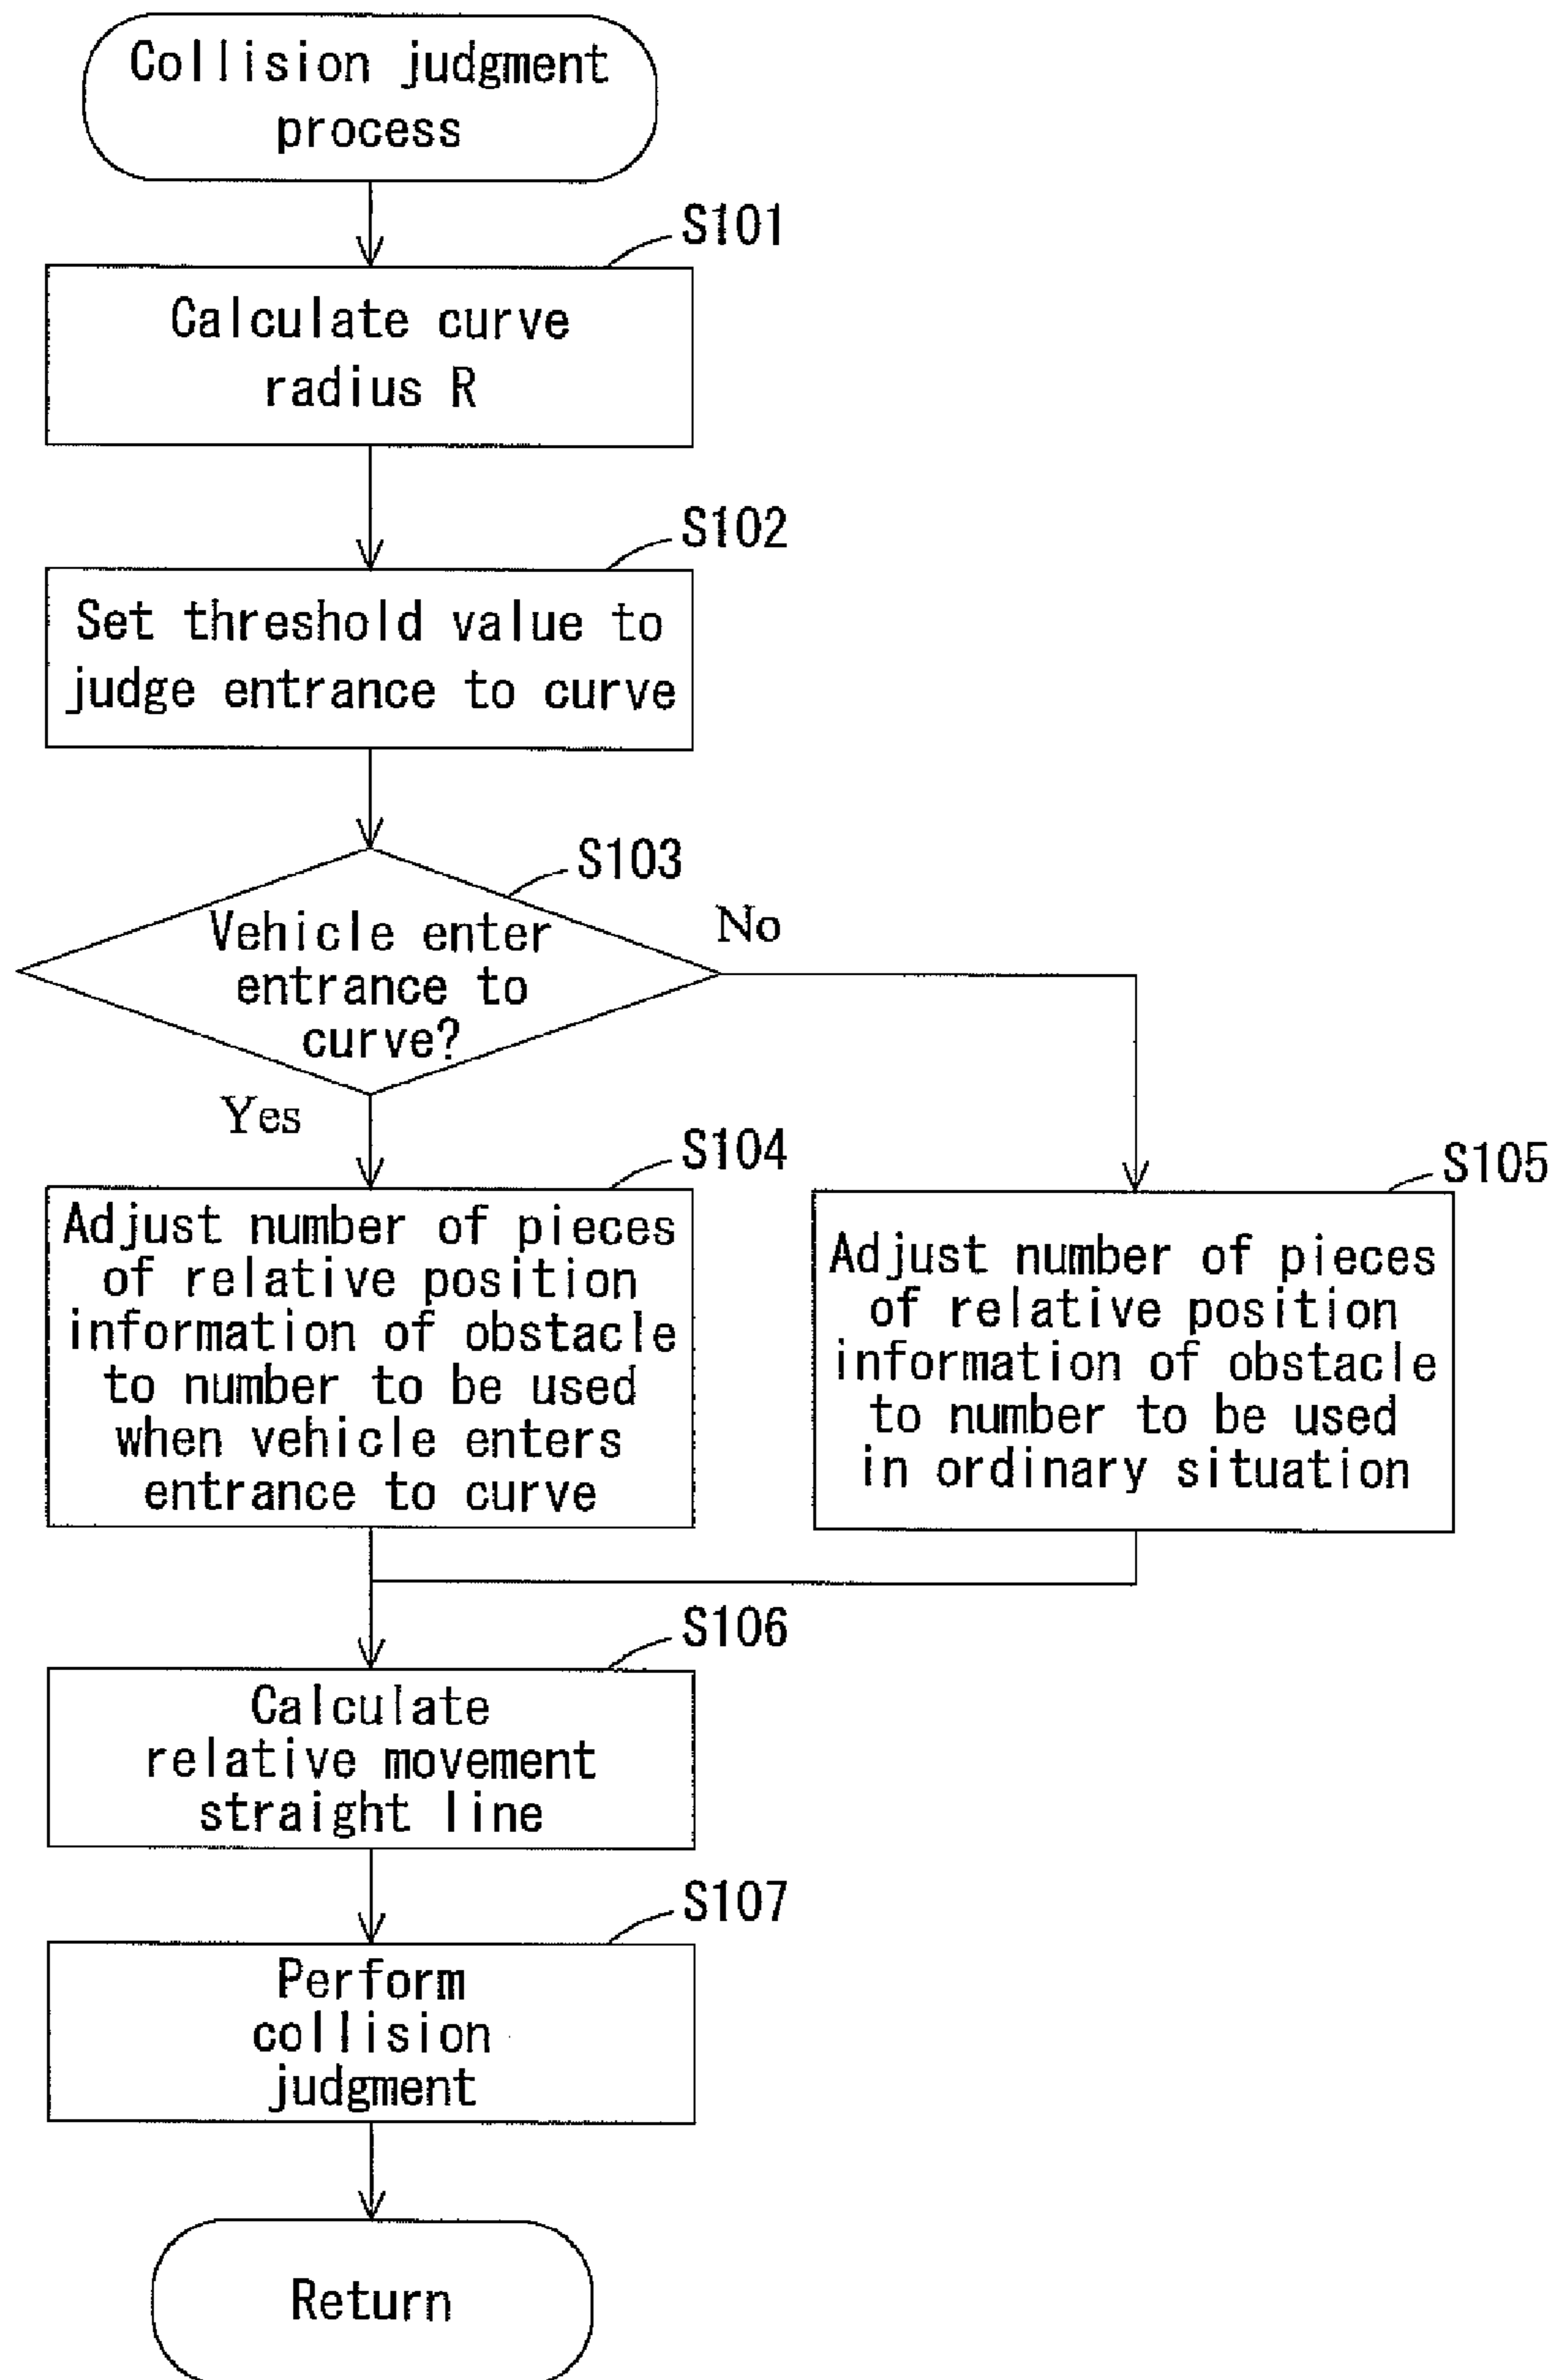 Collision judgment
process
S101
Calculate curve
radius R
S102
Set threshold value to
judge entrance to curve
S103
Vehicle enter
entrance to
curve?
No
Yes
S104
Adjust number of pieces
of relative position
information of obstacle
to number to be used
when vehicle enters
entrance to curve
S105
Adjust number of pieces
of relative position
information of obstacle
to number to be used
in ordinary situation
S106
Calculate
relative movement
straight line
S107
Perform
collision
judgment
Return